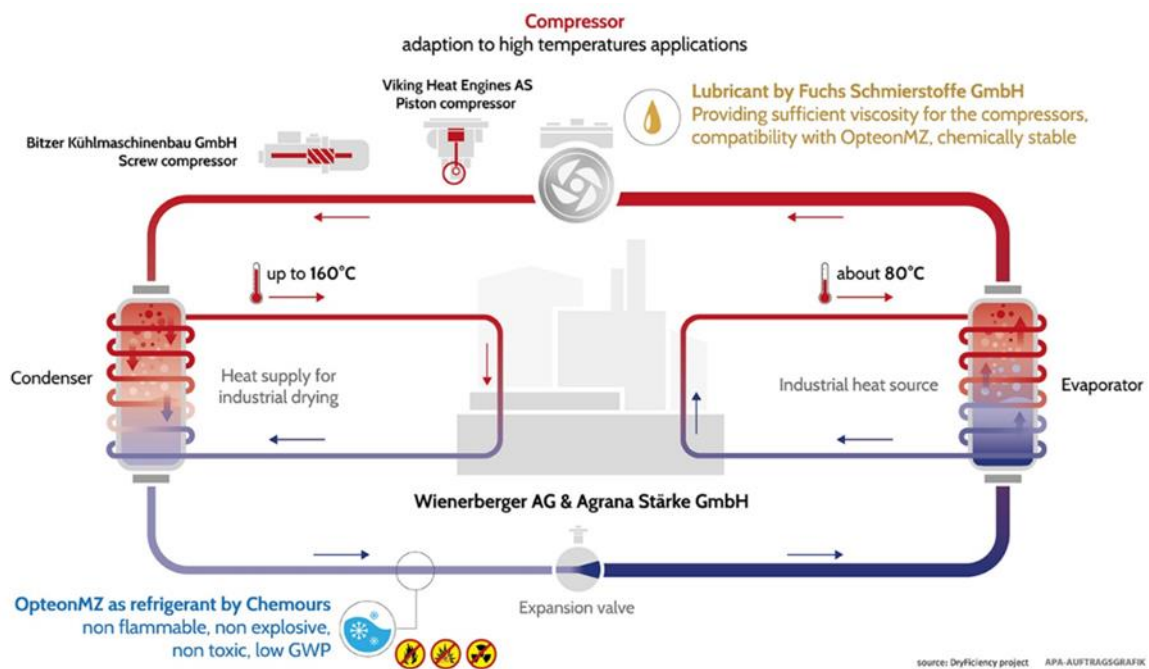 Compressor
adaption to high temperatures applications
Viking Heat Engines AS
Piston compressor
Lubricant by Fuchs Schmierstoffe GmbH
Providing sufficient viscosity for the compressors,
compatibility with OpteonMZ, chemically stable
Bitzer Kühlmaschinenbau GmbH
Screw compressor
up to 160°C
about 80°C
Condenser
Heat supply for
industrial drying
Industrial heat source
Evaporator
Wienerberger AG & Agrana Stärke GmbH
Expansion valve
OpteonMZ as refrigerant by Chemours
non flammable, non explosive,
non toxic, low GWP
source: DryFiciency project APA-AUFTRAGSGRAFIK